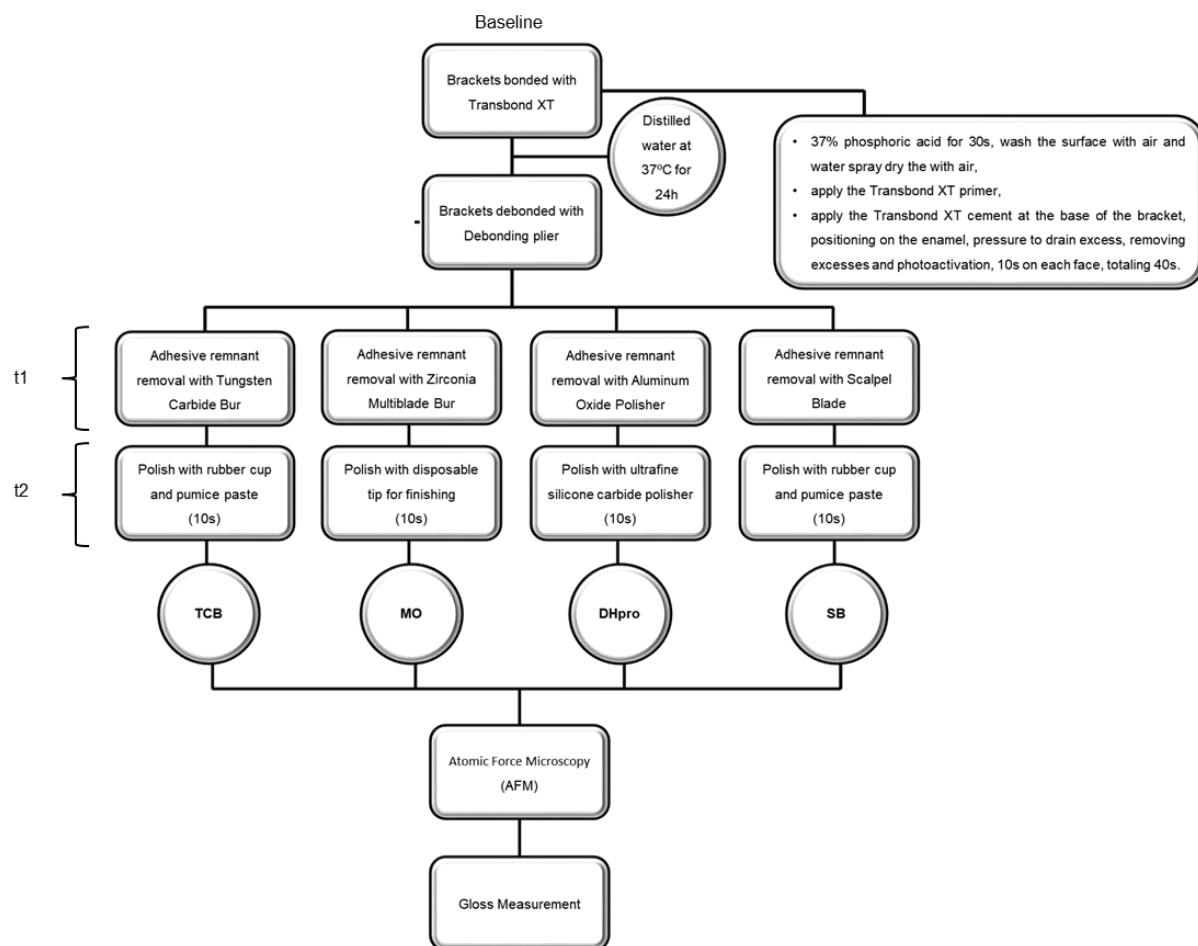 Baseline
Brackets bonded with
Transbond XT
Distilled
water at
37ºC for
24h
• 37% phosphoric acid for 30s, wash the surface with air and
water spray dry the with air,
• apply the Transbond XT primer,
• apply the Transbond XT cement at the base of the bracket,
positioning on the enamel, pressure to drain excess, removing
excesses and photoactivation, 10s on each face, totaling 40s.
Brackets debonded with
Debonding plier
t1
Adhesive remnant
removal with Tungsten
Carbide Bur
Adhesive remnant
removal with Zirconia
Multiblade Bur
Adhesive remnant
removal with Aluminum
Oxide Polisher
Adhesive remnant
removal with Scalpel
Blade
t2
Polish with rubber cup
and pumice paste
(10s)
Polish with disposable
tip for finishing
(10s)
Polish with ultrafine
silicone carbide polisher
(10s)
Polish with rubber cup
and pumice paste
(10s)
TCB
MO
DHpro
SB
Atomic Force Microscopy
(AFM)
Gloss Measurement